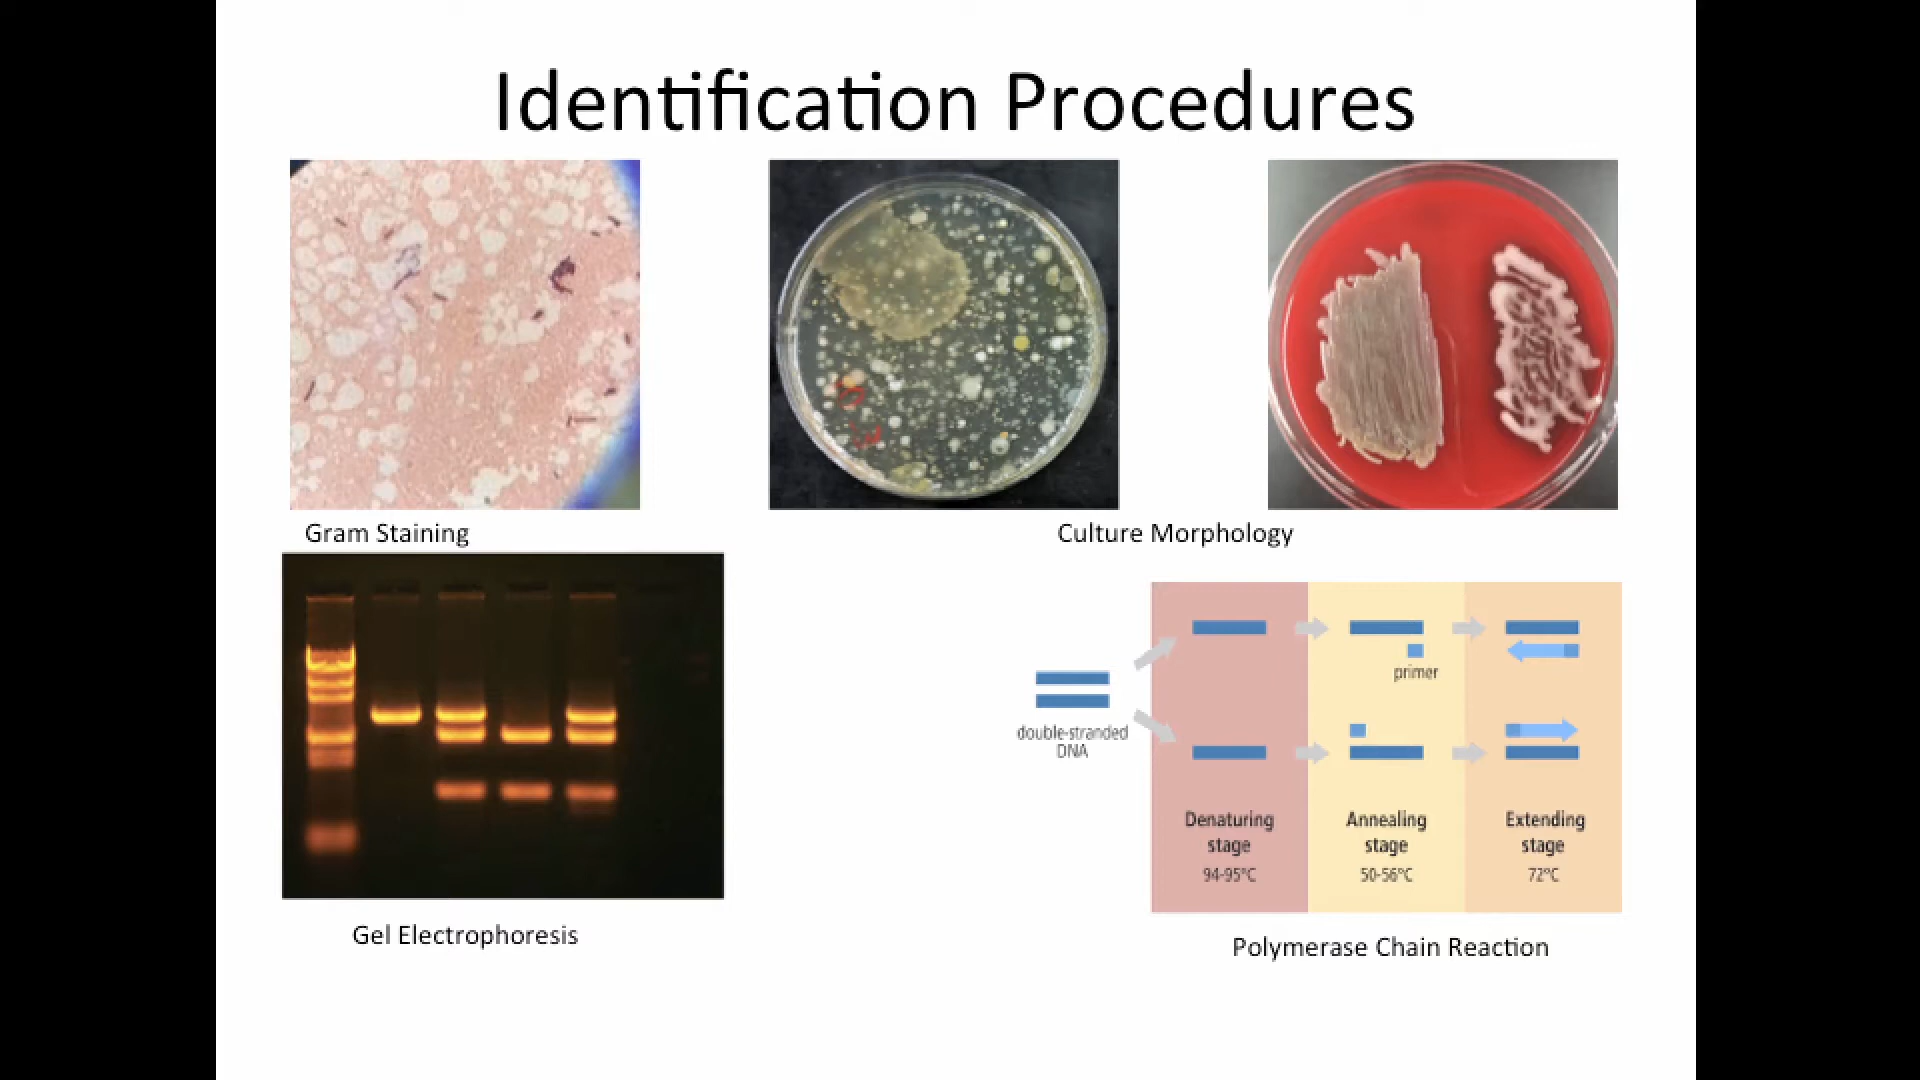 Identification Procedures
Gram Staining
Culture Morphology
primer
double-stranded
DNA
Denaturing
stage
94-95°C
Annealing
stage
50-56°C
Extending
stage
72°C
Gel Electrophoresis
Polymerase Chain Reaction